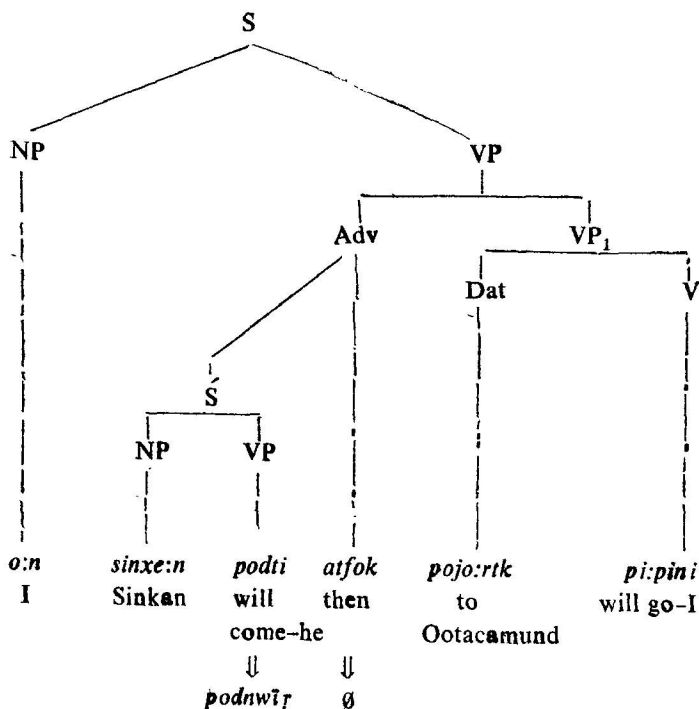 S
NP VP
Adv VP₁
Dat V
Ś
NP VP
o:n sinxe:n podti atfok pojo:rtk pi:pini
I Sinkan will then to will go-I
come-he Ootacamund
⇓ ⇓
podnwīṛ ø